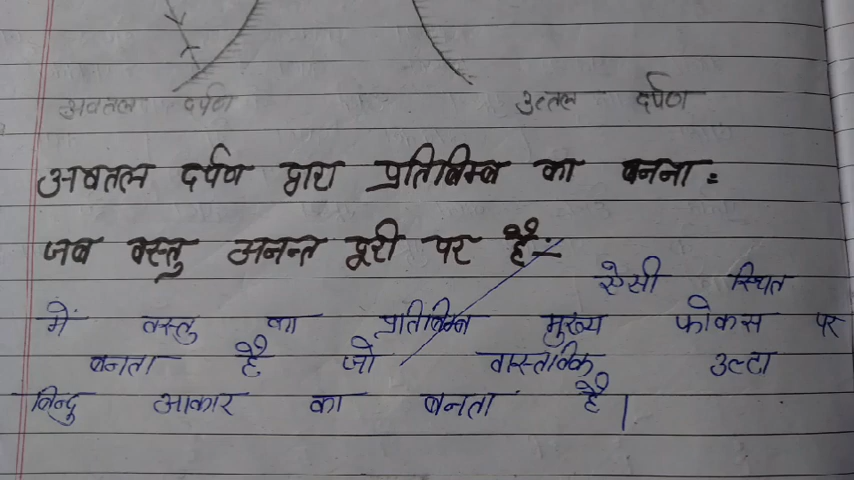 अवतल दर्पण
उत्तल दर्पण
अवतल दर्पण द्वारा प्रतिबिम्ब का बनना :
जब वस्तु अनन्त दूरी पर है :-
ऐसी स्थित
में वस्तु का प्रतिबिम्ब मुख्य फोकस पर
बनता है जो वास्तविक उल्टा
बिन्दु आकार का बनता है।